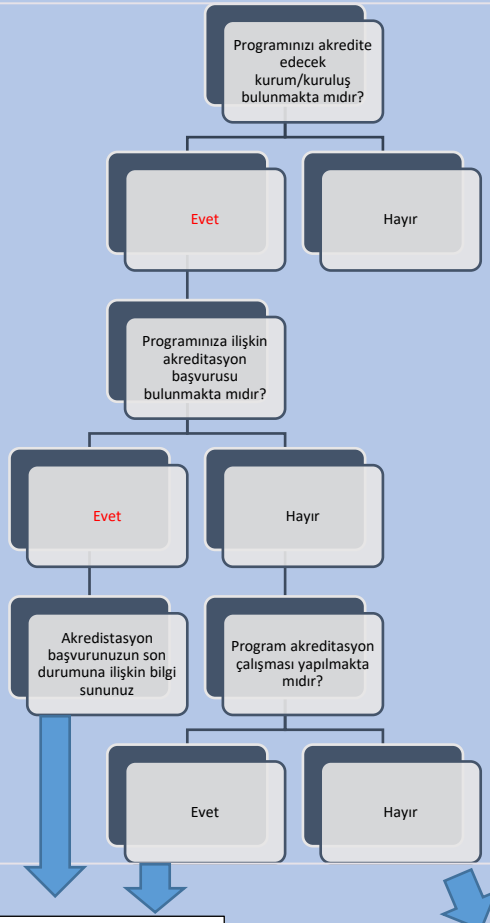 Programınızı akredite
edecek
kurum/kuruluş
bulunmakta mıdır?
Evet
Hayır
Programınıza ilişkin
akreditasyon
başvurusu
bulunmakta mıdır?
Evet
Hayır
Akredistasyon
başvurunuzun son
durumuna ilişkin bilgi
sununuz
Program akreditasyon
çalışması yapılmakta
mıdır?
Evet
Hayır